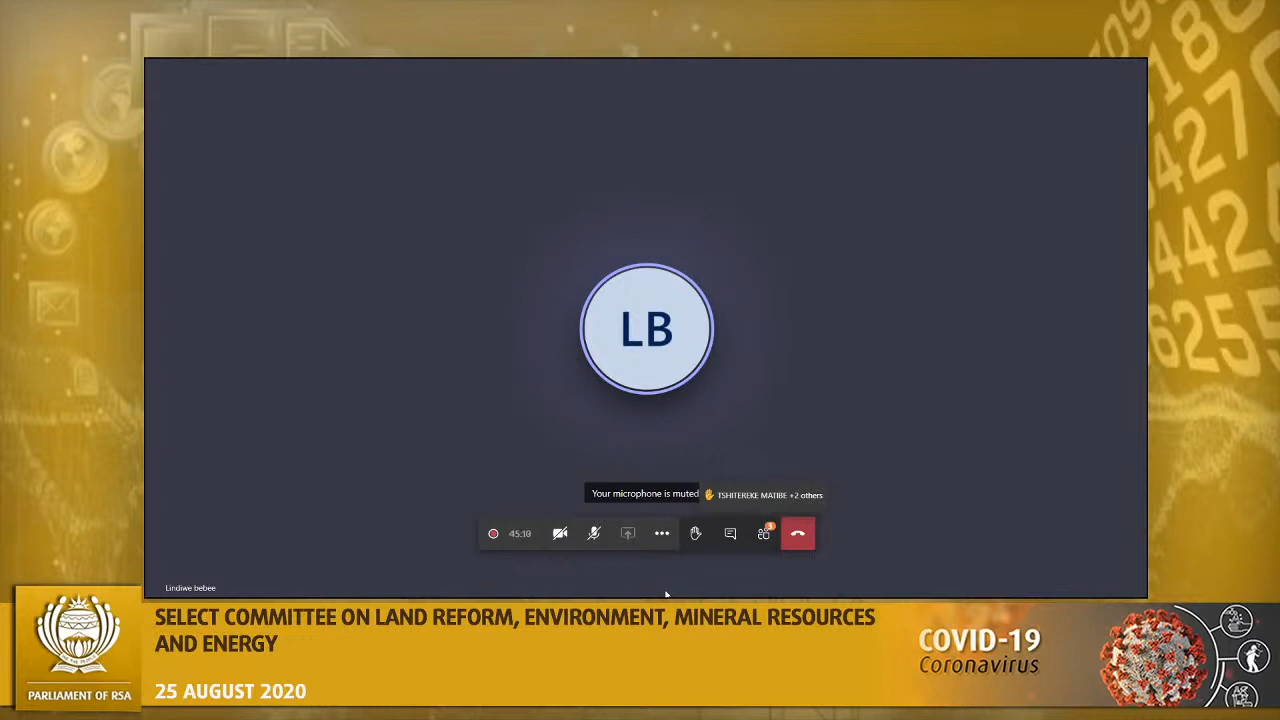 LB
Your microphone is muted
TSHITEREKE MATIBE +2 others
45:10
3
Lindiwe bebee
SELECT COMMITTEE ON LAND REFORM, ENVIRONMENT, MINERAL RESOURCES
AND ENERGY
25 AUGUST 2020
PARLIAMENT OF RSA
COVID-19
Coronavirus